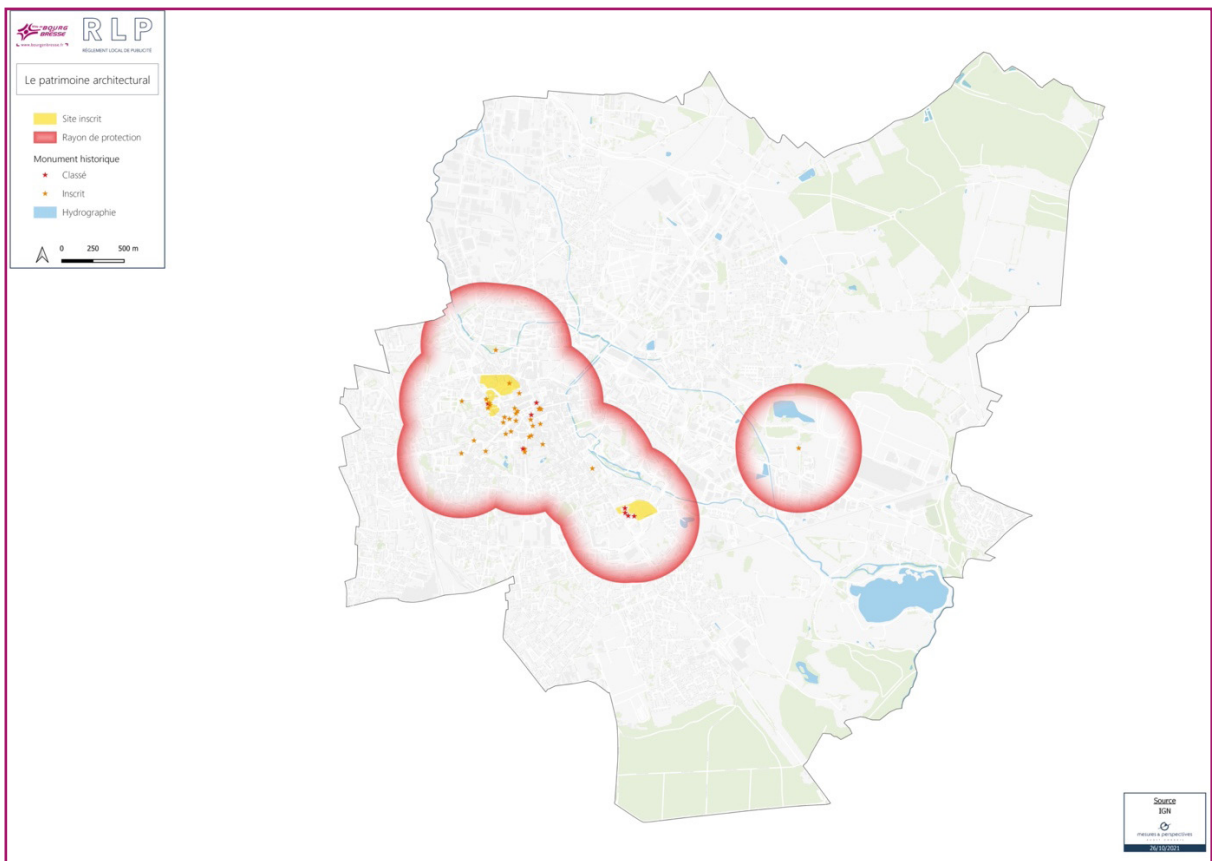 BOURG
BRESSE
www.bourgenbresse.fr
RLP
RÈGLEMENT LOCAL DE PUBLICITÉ
Le patrimoine architectural
Site inscrit
Rayon de protection
Monument historique
Classé
Inscrit
Hydrographie
0 250 500 m
Source
IGN
mesures & perspectives
26/10/2021